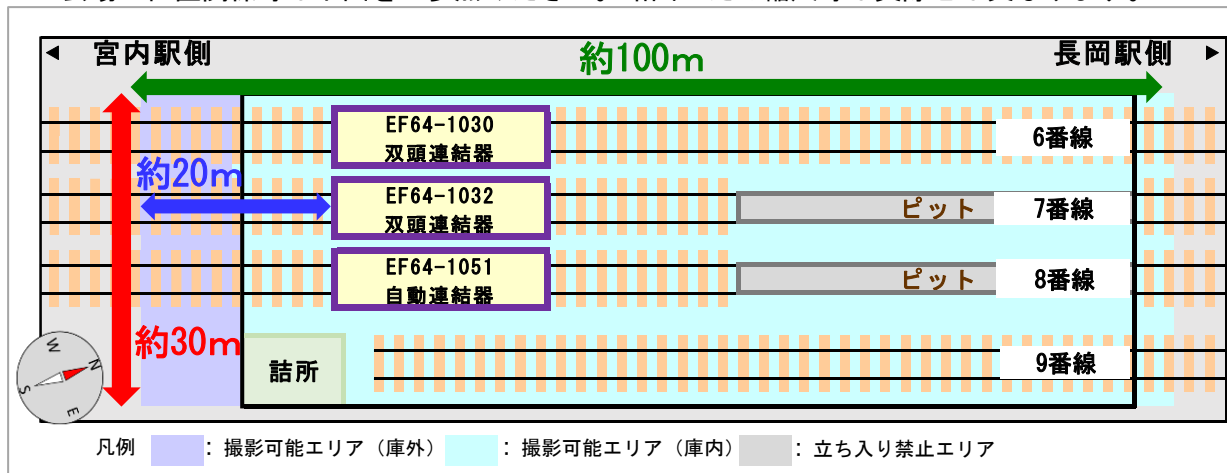 ◀ 宮内駅側
約100m
長岡駅側 ▶
EF64-1030
双頭連結器
6番線
約20m
EF64-1032
双頭連結器
ピット
7番線
EF64-1051
自動連結器
ピット
8番線
約30m
詰所
9番線
W
N
S
E
凡例
：撮影可能エリア（庫外）
：撮影可能エリア（庫内）
：立ち入り禁止エリア